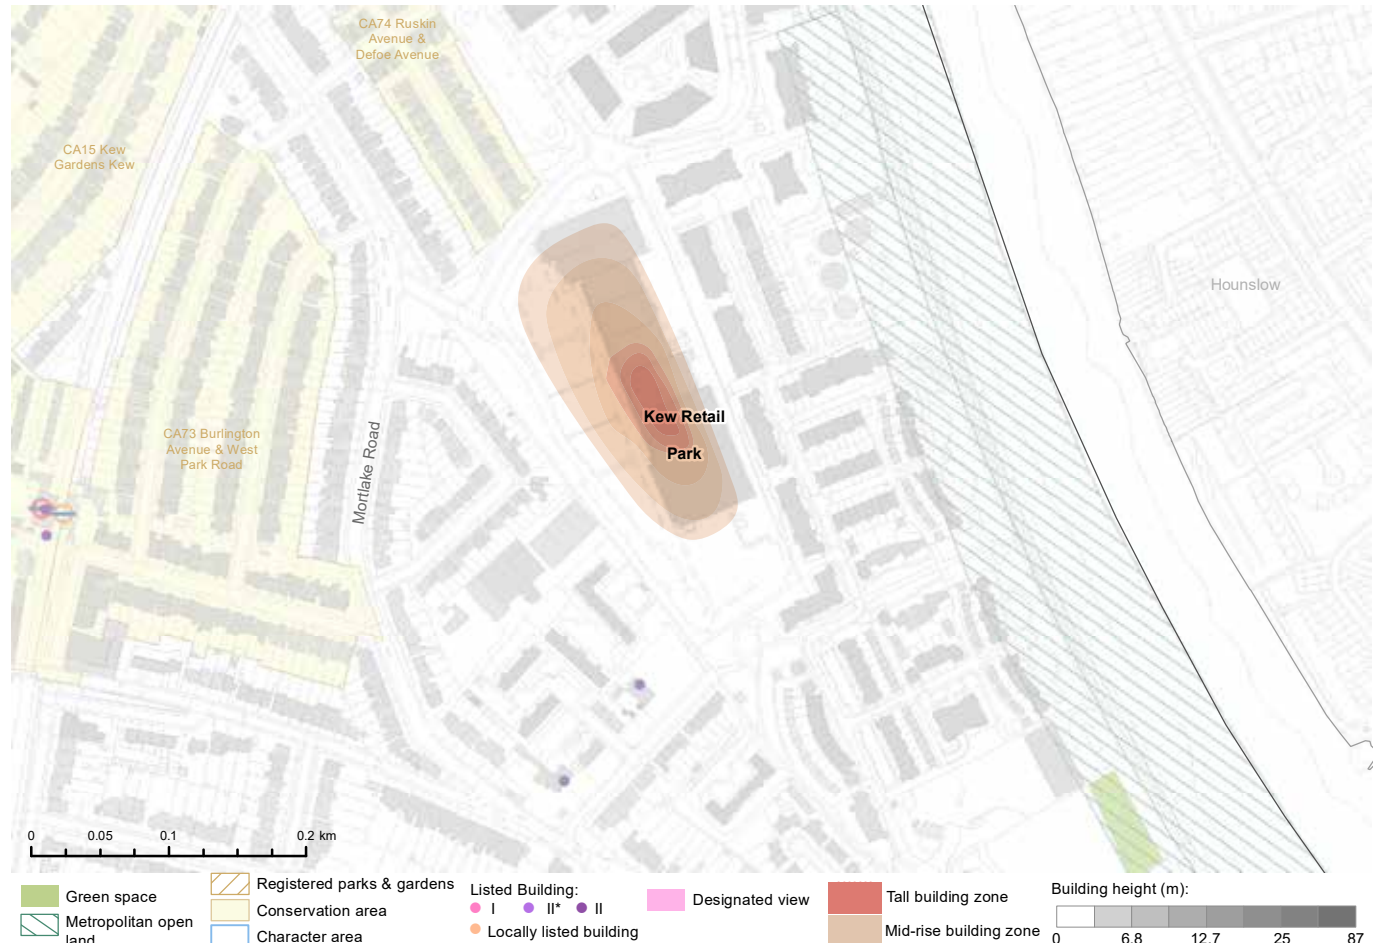 CA74 Ruskin
Avenue &
Defoe Avenue
CA15 Kew
Gardens Kew
Hounslow
Kew Retail
Park
CA73 Burlington
Avenue & West
Park Road
Mortlake Road
0 0.05 0.1 0.2 km
Green space
Metropolitan open
land
Registered parks & gardens
Conservation area
Character area
Listed Building:
I II* II
Locally listed building
Designated view
Tall building zone
Mid-rise building zone
Building height (m):
0 6.8 12.7 25 87